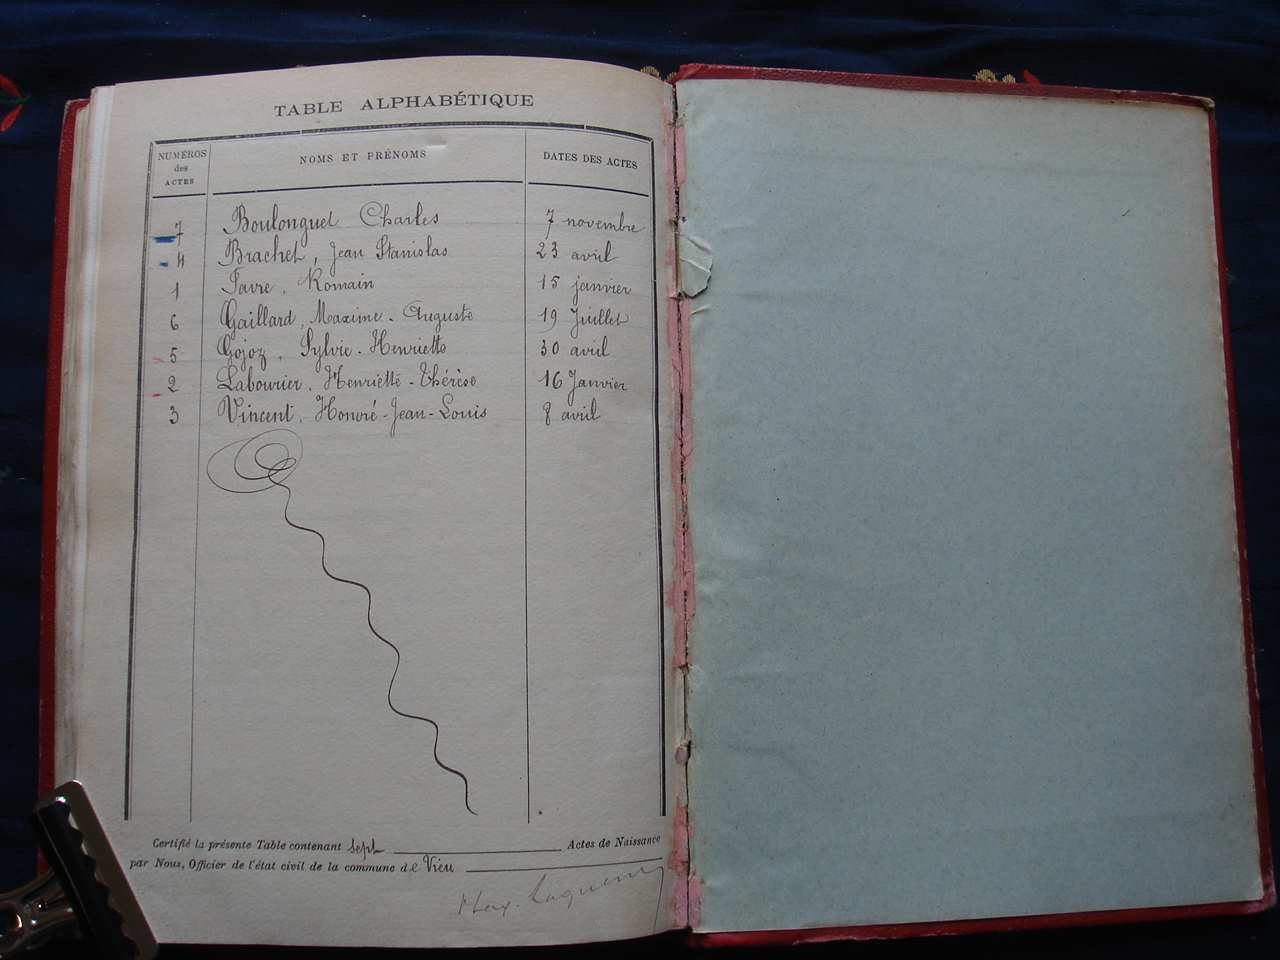 TABLE ALPHABÉTIQUE
NUMÉROS des ACTES NOMS ET PRÉNOMS DATES DES ACTES
7 Boulonguet Charles 7 novembre
4 Brachet, Jean Stanislas 23 avril
1 Favre, Romain 15 janvier
6 Gaillard, Maxime-Auguste 19 Juillet
5 Gojoz, Sylvie-Henriette 30 avril
2 Labourier, Henriette-Thérèse 16 Janvier
3 Vincent, Honoré-Jean-Louis 8 avril
Certifié la présente Table contenant sept Actes de Naissance
par Nous, Officier de l'état civil de la commune de Vieu